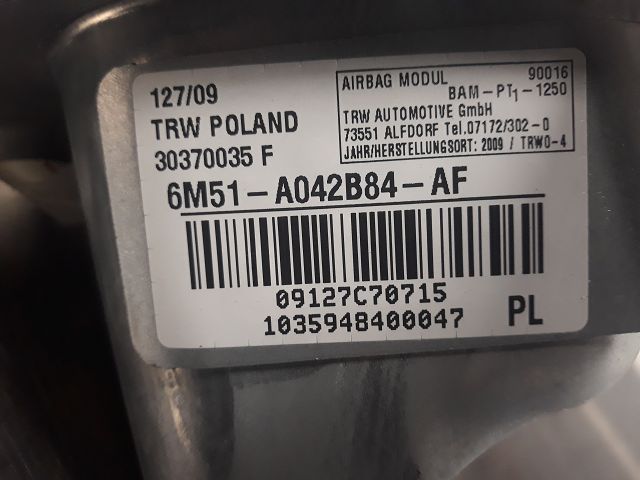 127/09
TRW POLAND
30370035 F
AIRBAG MODUL 90016
BAM-PT1-1250
TRW AUTOMOTIVE GmbH
73551 ALFDORF Tel.07172/302-0
JAHR/HERSTELLUNGSORT: 2009 / TRWO-4
6M51-A042B84-AF
09127C70715
1035948400047 PL